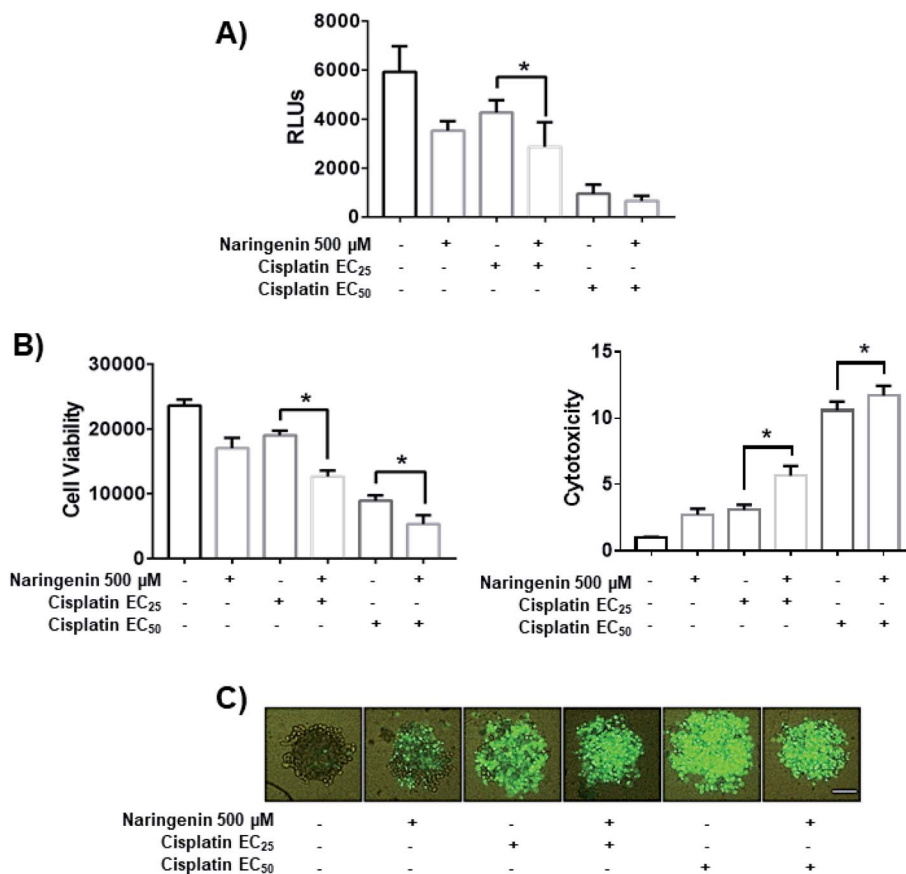 A)
8000
6000
4000
2000
0
RLUs
*
Naringenin 500 µM - + - + - +
Cisplatin EC25 - - + + - -
Cisplatin EC50 - - - - + +
B)
30000
20000
10000
0
Cell Viability
*
*
Naringenin 500 µM - + - + - +
Cisplatin EC25 - - + + - -
Cisplatin EC50 - - - - + +
15
10
5
0
Cytotoxicity
*
*
Naringenin 500 µM - + - + - +
Cisplatin EC25 - - + + - -
Cisplatin EC50 - - - - + +
C)
Naringenin 500 µM - + - + - +
Cisplatin EC25 - - + + - -
Cisplatin EC50 - - - - + +